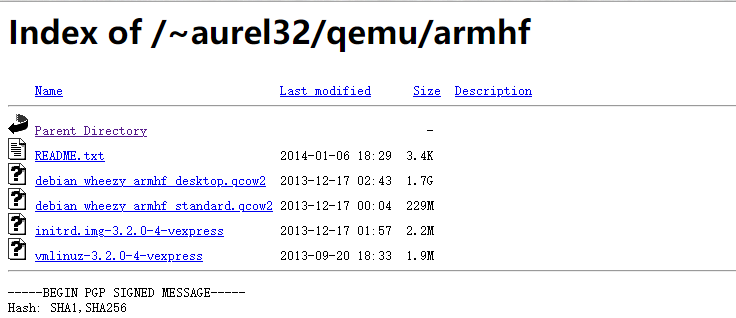 Index of /~aurel32/qemu/armhf
Name Last modified Size Description
Parent Directory -
README.txt 2014-01-06 18:29 3.4K
debian_wheezy_armhf_desktop.qcow2 2013-12-17 02:43 1.7G
debian_wheezy_armhf_standard.qcow2 2013-12-17 00:04 229M
initrd.img-3.2.0-4-vexpress 2013-12-17 01:57 2.2M
vmlinuz-3.2.0-4-vexpress 2013-09-20 18:33 1.9M
-----BEGIN PGP SIGNED MESSAGE-----
Hash: SHA1,SHA256